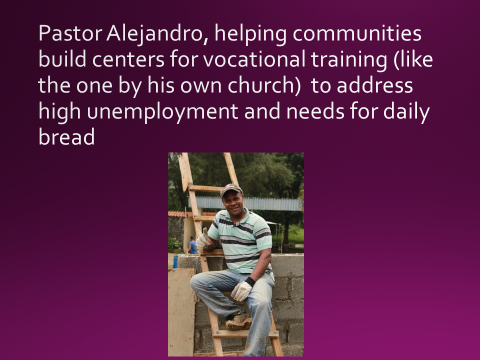 Pastor Alejandro, helping communities
build centers for vocational training (like
the one by his own church)  to address
high unemployment and needs for daily
bread